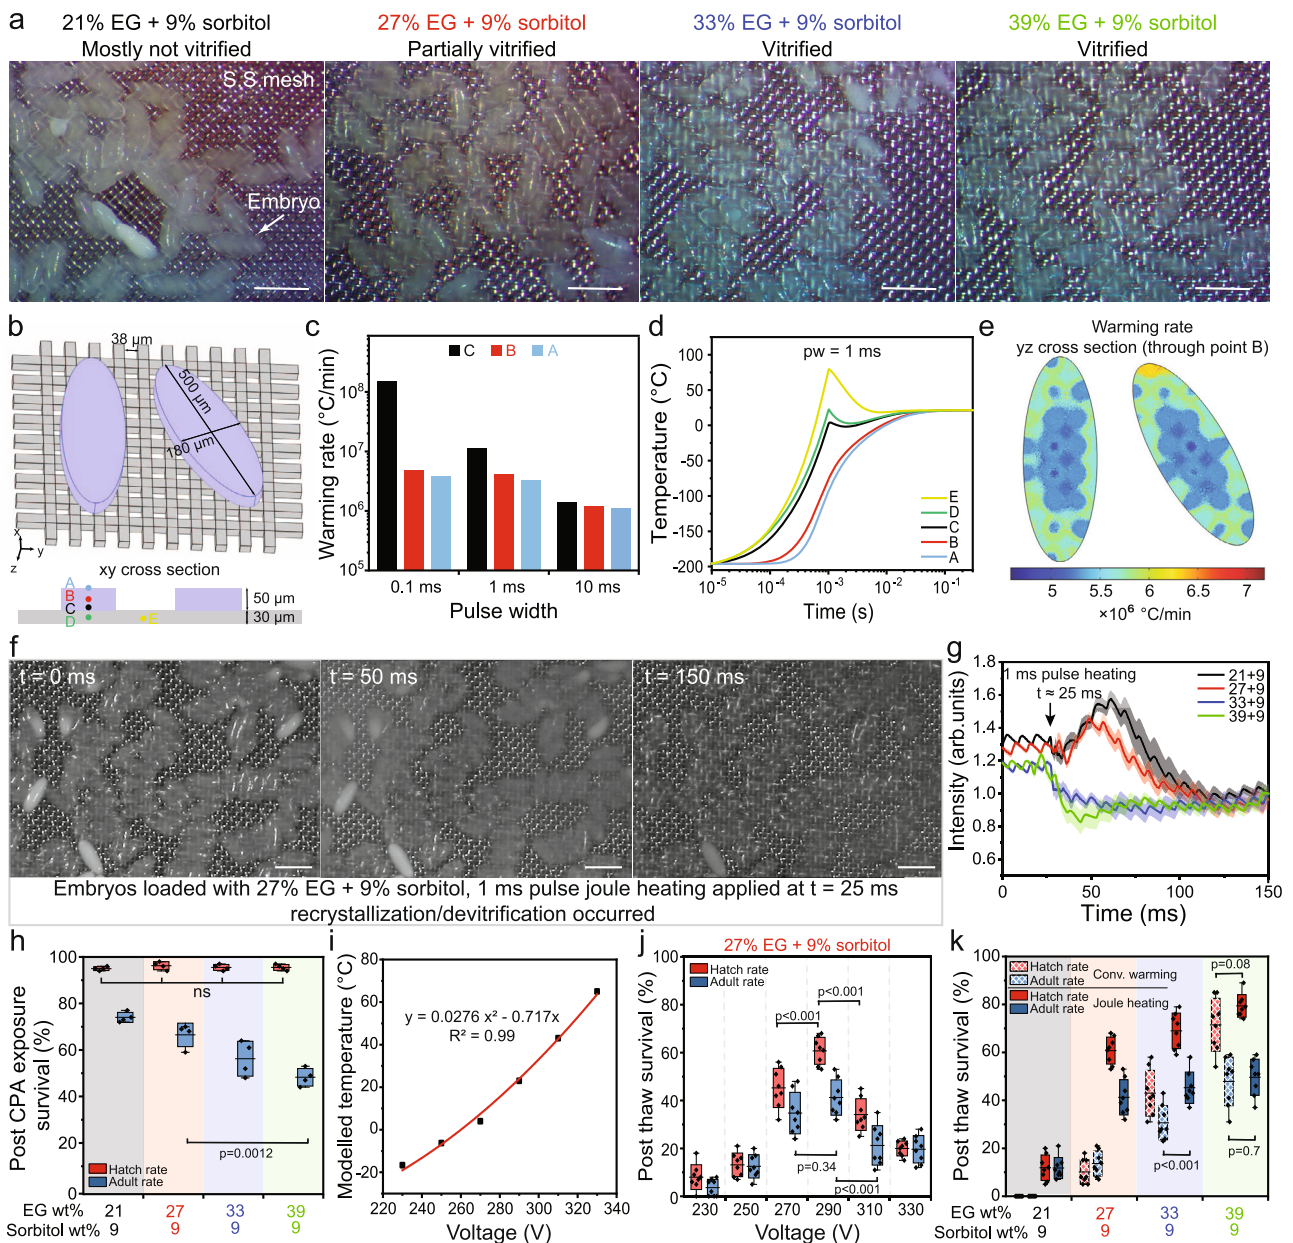 a
21% EG + 9% sorbitol
Mostly not vitrified
27% EG + 9% sorbitol
Partially vitrified
33% EG + 9% sorbitol
Vitrified
39% EG + 9% sorbitol
Vitrified
S.S.mesh
Embryo
b
38 µm
500 µm
180 µm
x
y
z
xy cross section
A
B
C
D
E
50 µm
30 µm
c
Warming rate (°C/min)
C B A
10⁸
10⁷
10⁶
10⁵
0.1 ms 1 ms 10 ms
Pulse width
d
Temperature (°C)
pw = 1 ms
100
50
0
-50
-100
-150
-200
E
D
C
B
A
10⁻⁵ 10⁻⁴ 10⁻³ 10⁻² 10⁻¹
Time (s)
e
Warming rate
yz cross section (through point B)
5 5.5 6 6.5 7
×10⁶ °C/min
f
t = 0 ms
t = 50 ms
t = 150 ms
Embryos loaded with 27% EG + 9% sorbitol, 1 ms pulse joule heating applied at t = 25 ms
recrystallization/devitrification occurred
g
Intensity (arb.units)
1.8
1.6
1.4
1.2
1.0
0.8
0.6
1 ms pulse heating
t ≈ 25 ms
21+9
27+9
33+9
39+9
0 50 100 150
Time (ms)
h
Post CPA exposure
survival (%)
100
80
60
40
20
0
ns
p=0.0012
Hatch rate
Adult rate
EG wt% 21 27 33 39
Sorbitol wt% 9 9 9 9
i
Modelled temperature (°C)
80
60
40
20
0
-20
y = 0.0276 x² - 0.717x
R² = 0.99
220 240 260 280 300 320 340
Voltage (V)
j
27% EG + 9% sorbitol
Post thaw survival (%)
100
80
60
40
20
0
Hatch rate
Adult rate
p<0.001
p<0.001
p=0.34
p<0.001
230 250 270 290 310 330
Voltage (V)
k
Post thaw survival (%)
100
80
60
40
20
0
Hatch rate
Adult rate
Conv. warming
Hatch rate
Adult rate
Joule heating
p=0.08
p<0.001
p=0.7
EG wt% 21 27 33 39
Sorbitol wt% 9 9 9 9